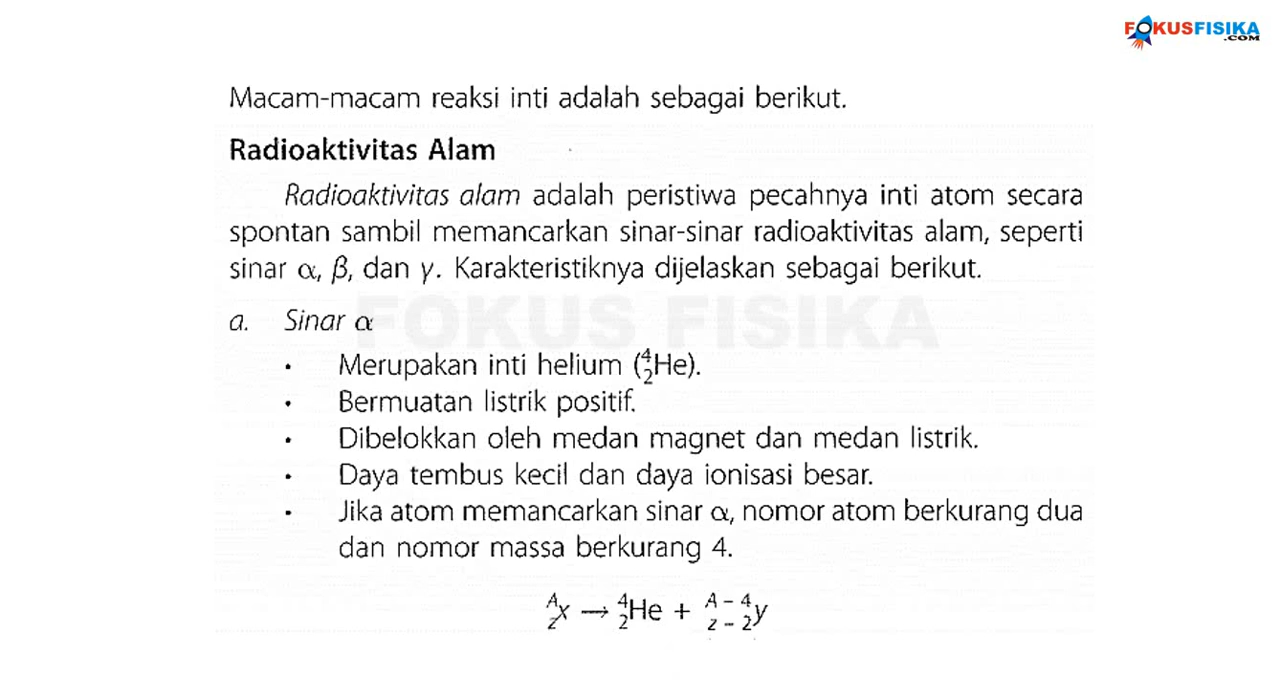 FOKUSFISIKA
.COM
Macam-macam reaksi inti adalah sebagai berikut.
Radioaktivitas Alam
Radioaktivitas alam adalah peristiwa pecahnya inti atom secara
spontan sambil memancarkan sinar-sinar radioaktivitas alam, seperti
sinar α, β, dan γ. Karakteristiknya dijelaskan sebagai berikut.
FOKUS FISIKA
a. Sinar α
• Merupakan inti helium (⁴₂He).
• Bermuatan listrik positif.
• Dibelokkan oleh medan magnet dan medan listrik.
• Daya tembus kecil dan daya ionisasi besar.
• Jika atom memancarkan sinar α, nomor atom berkurang dua
dan nomor massa berkurang 4.
ᴬ_z x → ⁴₂He + ᴬ⁻⁴_z₋₂ y